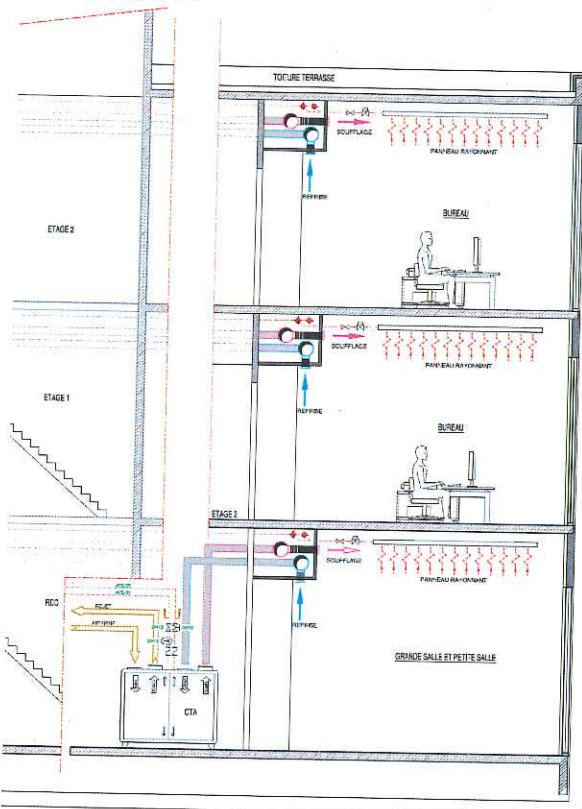 TOITURE TERRASSE
SOUFFLAGE
PANNEAU RAYONNANT
REPRISE
BUREAU
ETAGE 2
SOUFFLAGE
PANNEAU RAYONNANT
REPRISE
ETAGE 1
BUREAU
ETAGE 2
SOUFFLAGE
PANNEAU RAYONNANT
RDC
REJET
AIR NEUF
REPRISE
GRANDE SALLE ET PETITE SALLE
CTA